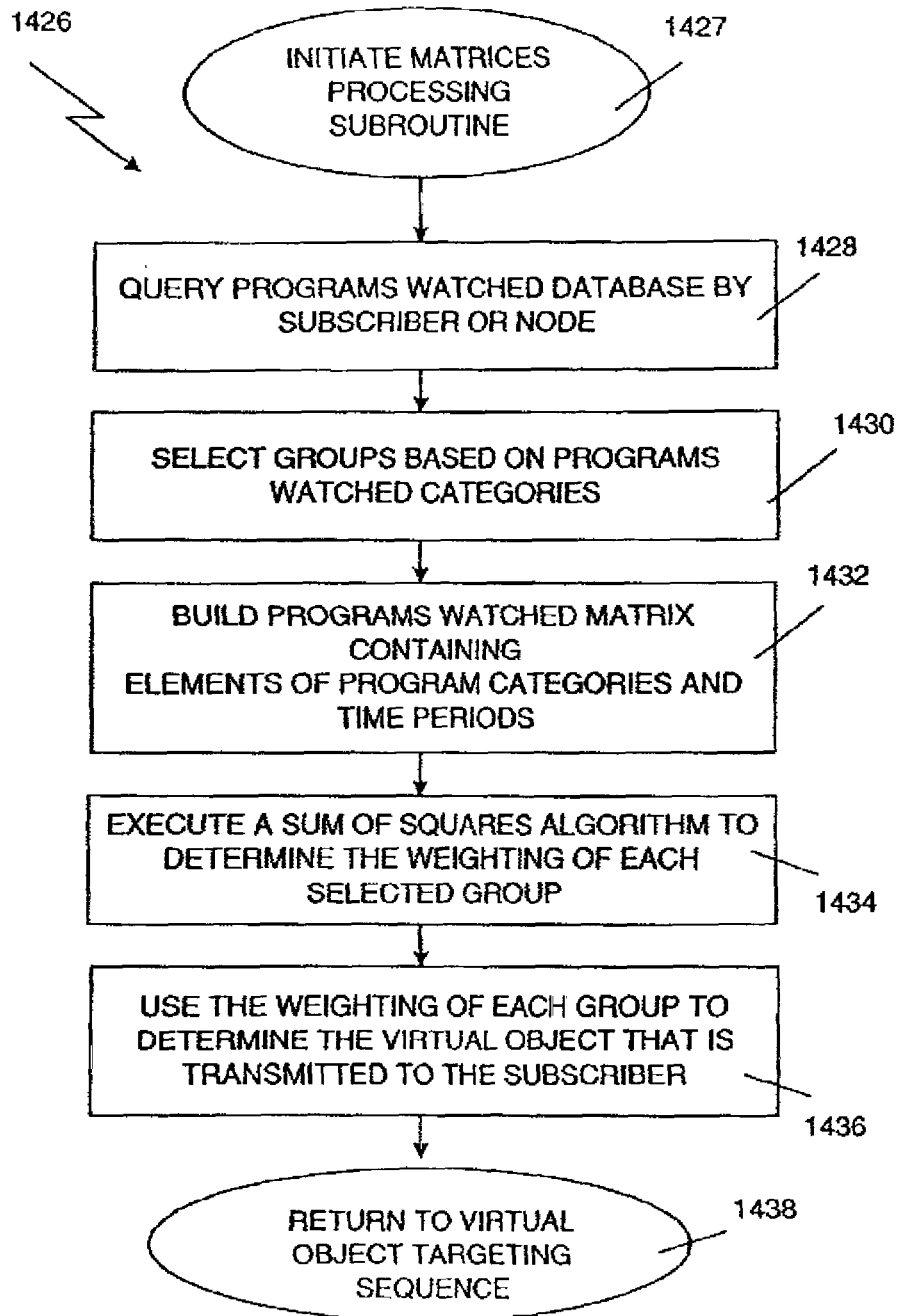 1426
1427
INITIATE MATRICES
PROCESSING
SUBROUTINE
1428
QUERY PROGRAMS WATCHED DATABASE BY
SUBSCRIBER OR NODE
1430
SELECT GROUPS BASED ON PROGRAMS
WATCHED CATEGORIES
1432
BUILD PROGRAMS WATCHED MATRIX
CONTAINING
ELEMENTS OF PROGRAM CATEGORIES AND
TIME PERIODS
EXECUTE A SUM OF SQUARES ALGORITHM TO
DETERMINE THE WEIGHTING OF EACH
SELECTED GROUP
1434
USE THE WEIGHTING OF EACH GROUP TO
DETERMINE THE VIRTUAL OBJECT THAT IS
TRANSMITTED TO THE SUBSCRIBER
1436
1438
RETURN TO VIRTUAL
OBJECT TARGETING
SEQUENCE